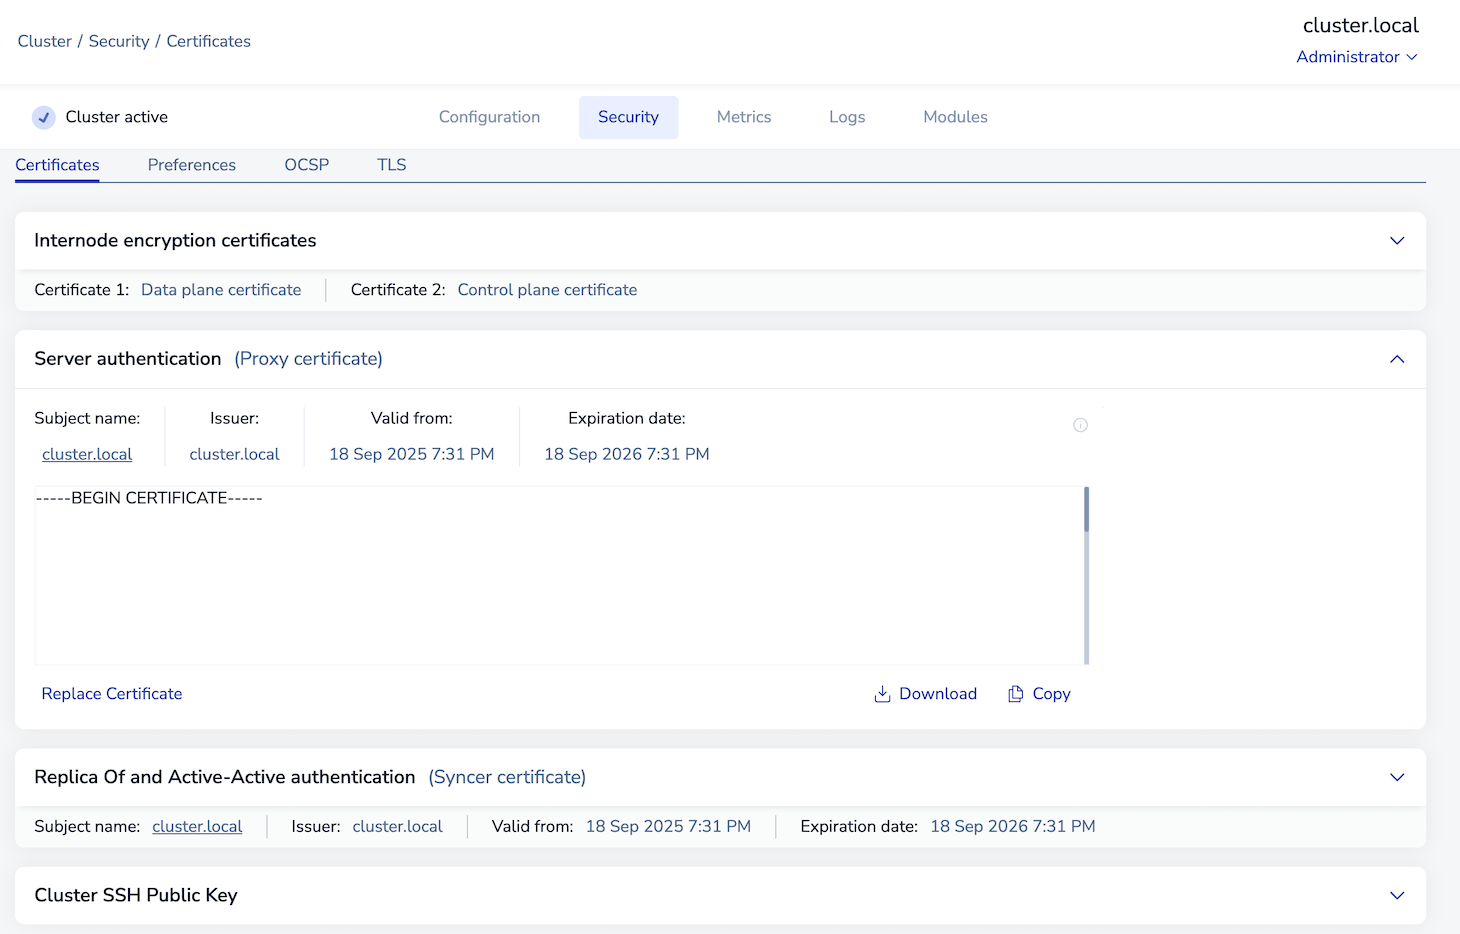 cluster.local
Cluster / Security / Certificates
Administrator
Cluster active
Configuration
Security
Metrics
Logs
Modules
Certificates
Preferences
OCSP
TLS
Internode encryption certificates
Certificate 1: Data plane certificate
Certificate 2: Control plane certificate
Server authentication (Proxy certificate)
Subject name:
Issuer:
Valid from:
Expiration date:
cluster.local
cluster.local
18 Sep 2025 7:31 PM
18 Sep 2026 7:31 PM
-----BEGIN CERTIFICATE-----
Replace Certificate
Download
Copy
Replica Of and Active-Active authentication (Syncer certificate)
Subject name: cluster.local
Issuer: cluster.local
Valid from: 18 Sep 2025 7:31 PM
Expiration date: 18 Sep 2026 7:31 PM
Cluster SSH Public Key